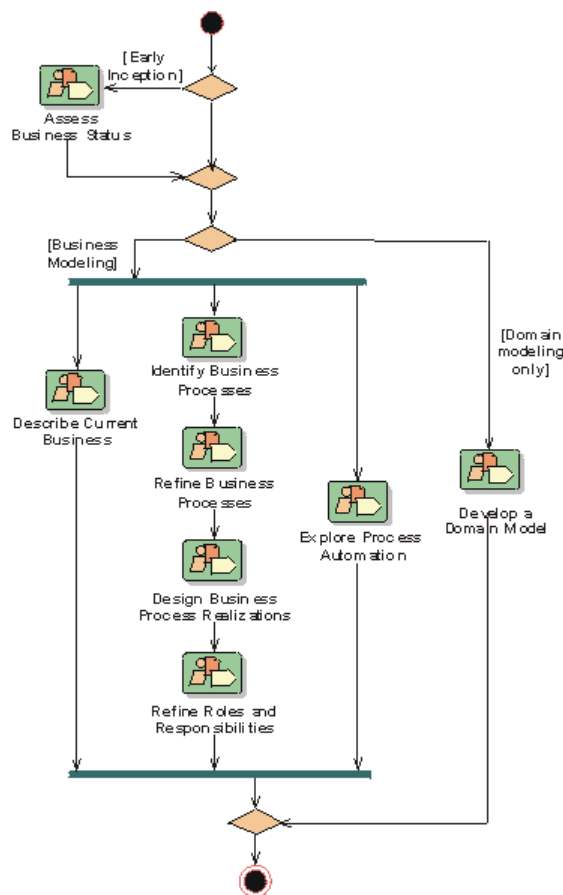 [Early
Inception]
Assess
Business Status
[Business
Modeling]
[Domain
modeling
only]
Identify Business
Processes
Describe Current
Business
Refine Business
Processes
Develop a
Domain Model
Explore Process
Automation
Design Business
Process Realizations
Refine Roles and
Responsibilities